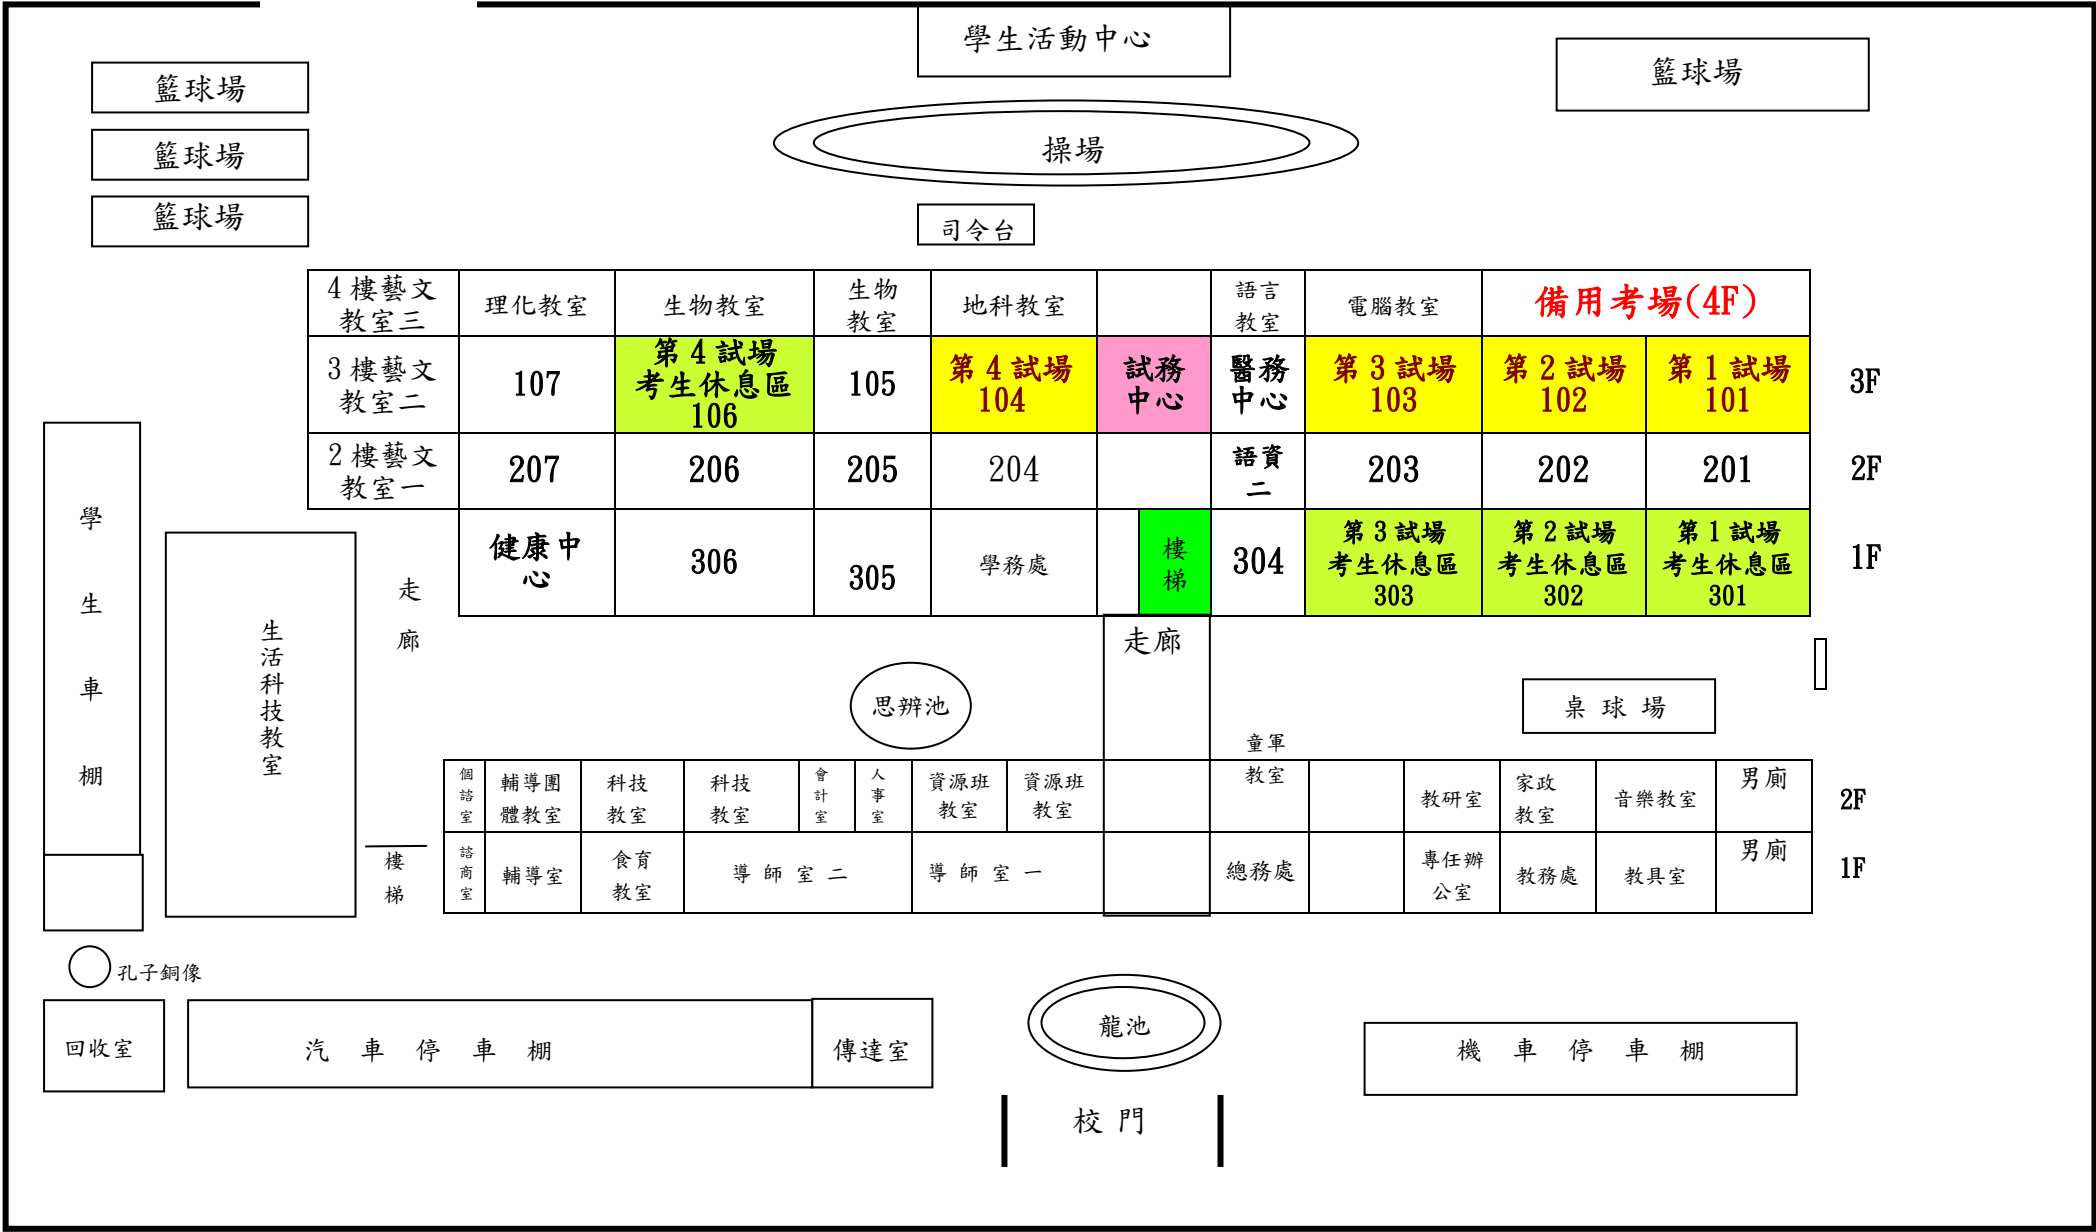 學生活動中心
籃球場
籃球場
籃球場
籃球場
操場
司令台
4樓藝文
教室三
理化教室
生物教室
生物
教室
地科教室
語言
教室
電腦教室
備用考場(4F)
3樓藝文
教室二
107
第4試場
考生休息區
106
105
第4試場
104
試務
中心
醫務
中心
第3試場
103
第2試場
102
第1試場
101
3F
2樓藝文
教室一
207
206
205
204
語資
二
203
202
201
2F
健康中
心
306
305
學務處
樓
梯
304
第3試場
考生休息區
303
第2試場
考生休息區
302
第1試場
考生休息區
301
1F
學
生
車
棚
生
活
科
技
教
室
走
廊
走廊
思辨池
桌 球 場
童軍
教室
個
諮
室
輔導團
體教室
科技
教室
科技
教室
會
計
室
人
事
室
資源班
教室
資源班
教室
教研室
家政
教室
音樂教室
男廁
2F
樓
梯
諮
商
室
輔導室
食育
教室
導 師 室 二
導 師 室 一
總務處
專任辦
公室
教務處
教具室
男廁
1F
孔子銅像
回收室
汽 車 停 車 棚
傳達室
龍池
機 車 停 車 棚
校 門